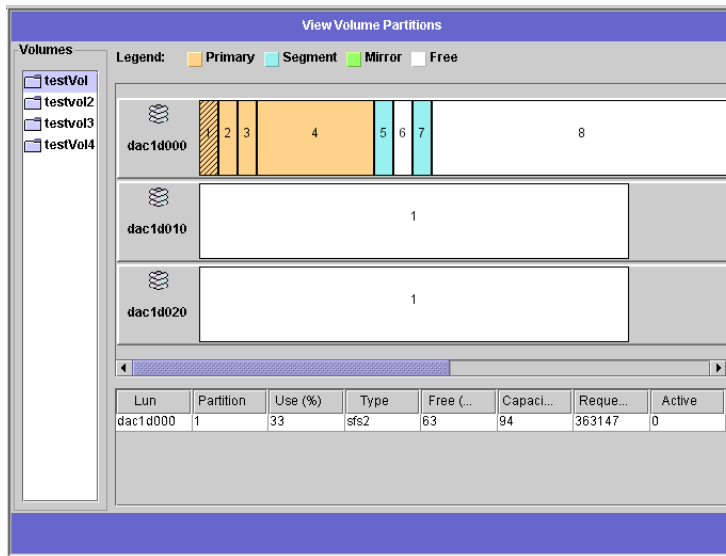 View Volume Partitions
Volumes
testVol
testvol2
testvol3
testVol4
Legend: Primary Segment Mirror Free
dac1d000
1 2 3 4 5 6 7 8
dac1d010
1
dac1d020
1
Lun Partition Use (%) Type Free (... Capaci... Reque... Active
dac1d000 1 33 sfs2 63 94 363147 0